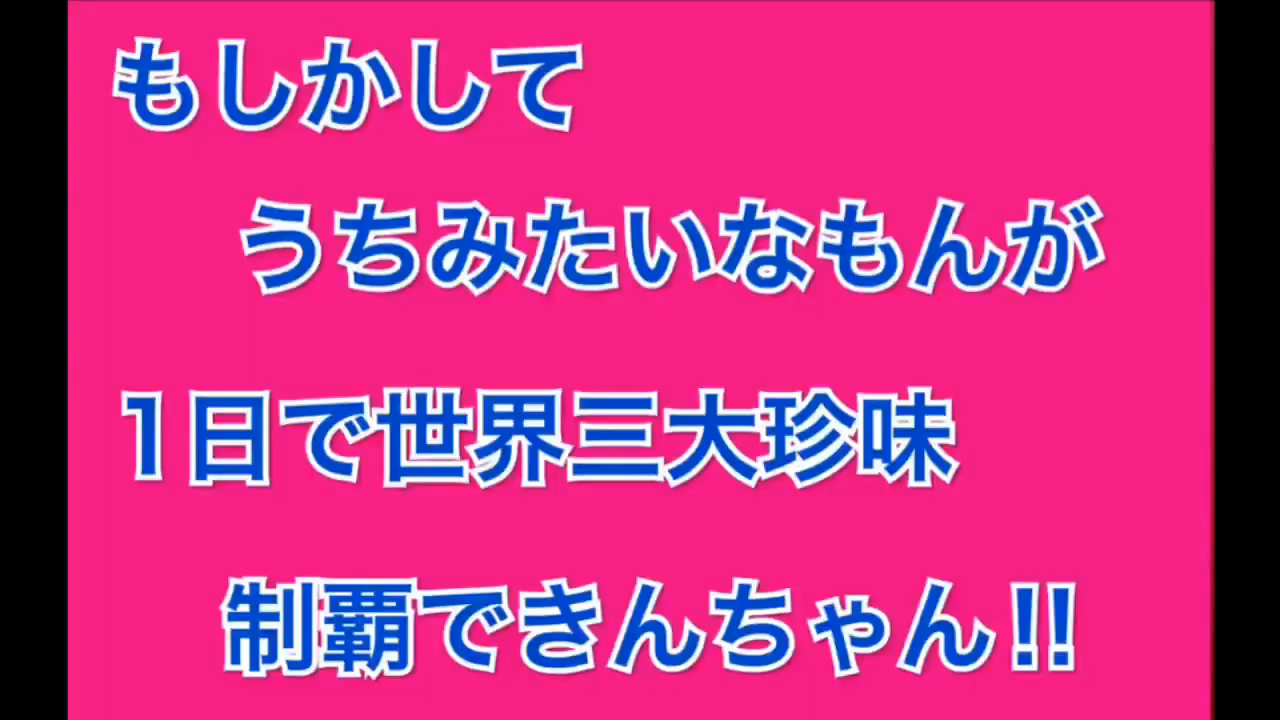 もしかして
うちみたいなもんが
1日で世界三大珍味
制覇できんちゃん!!